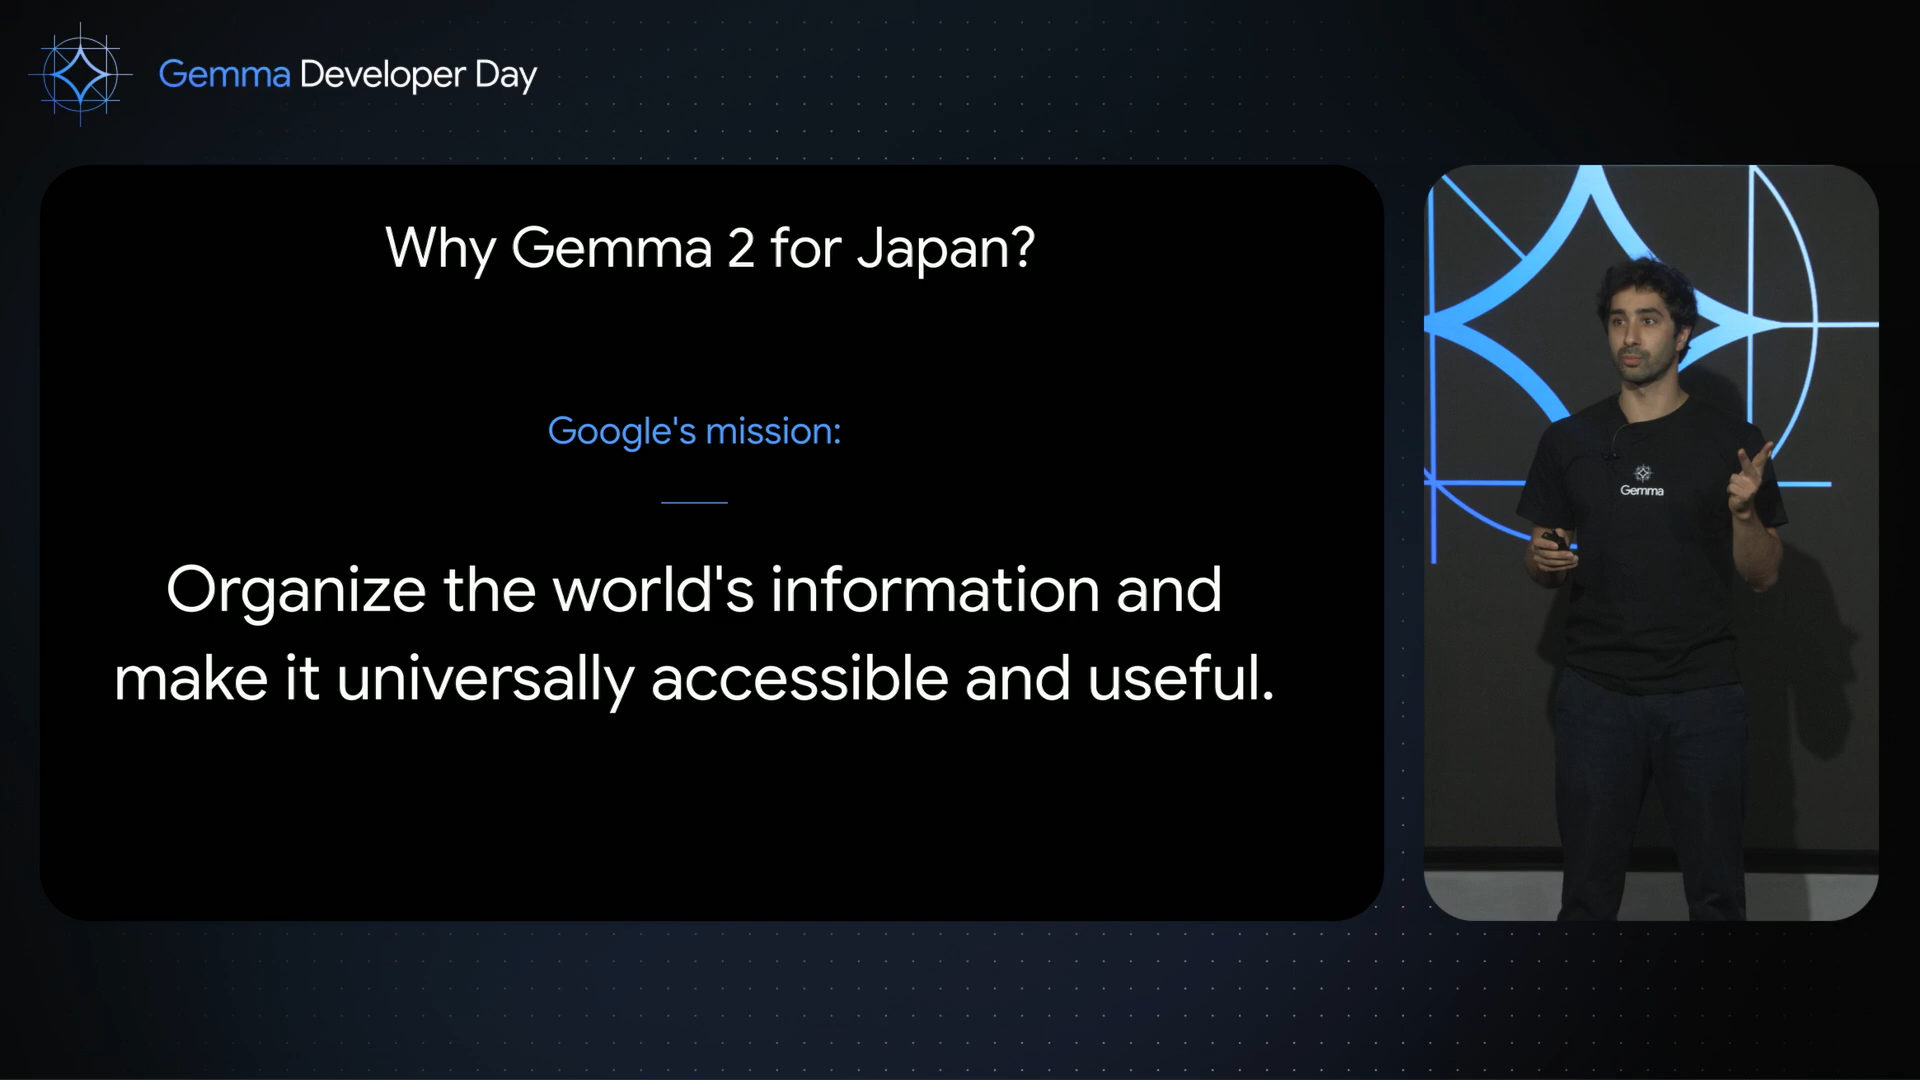 Gemma Developer Day
Why Gemma 2 for Japan?
Google's mission:
Organize the world's information and
make it universally accessible and useful.
Gemma